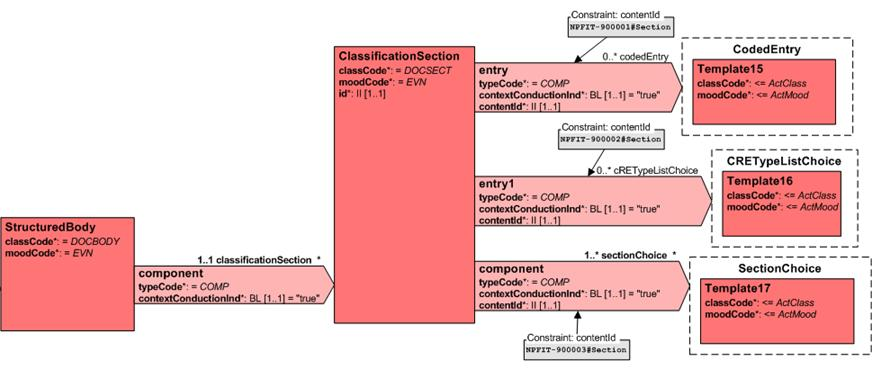 StructuredBody
classCode*: = DOCBODY
moodCode*: = EVN
1..1 classificationSection *
component
typeCode*: = COMP
contextConductionInd*: BL [1..1] = "true"
ClassificationSection
classCode*: = DOCSECT
moodCode*: = EVN
id*: II [1..1]
Constraint: contentId
NPFIT-900001#Section
0..* codedEntry
entry
typeCode*: = COMP
contextConductionInd*: BL [1..1] = "true"
contentId*: II [1..1]
CodedEntry
Template15
classCode*: <= ActClass
moodCode*: <= ActMood
Constraint: contentId
NPFIT-900002#Section
0..* cRETypeListChoice
entry1
typeCode*: = COMP
contextConductionInd*: BL [1..1] = "true"
contentId*: II [1..1]
CRETypeListChoice
Template16
classCode*: <= ActClass
moodCode*: <= ActMood
1..* sectionChoice *
component
typeCode*: = COMP
contextConductionInd*: BL [1..1] = "true"
contentId*: II [1..1]
Constraint: contentId
NPFIT-900003#Section
SectionChoice
Template17
classCode*: <= ActClass
moodCode*: <= ActMood